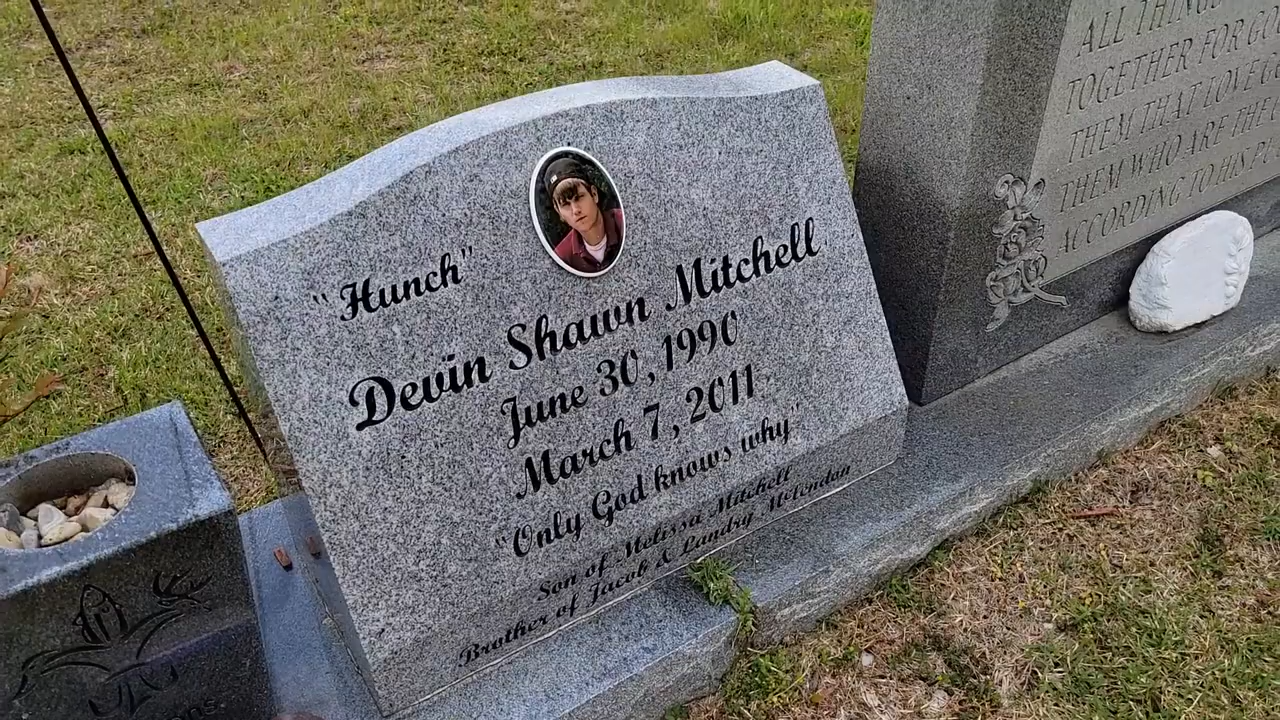 "Hunch"
Devin Shawn Mitchell
June 30, 1990
March 7, 2011
"Only God knows why"
Son of Melissa Mitchell
Brother of Jacob & Landry McLendon
ALL THINGS
TOGETHER FOR GO
THEM THAT LOVE G
THEM WHO ARE THE
ACCORDING TO HIS PU
ons